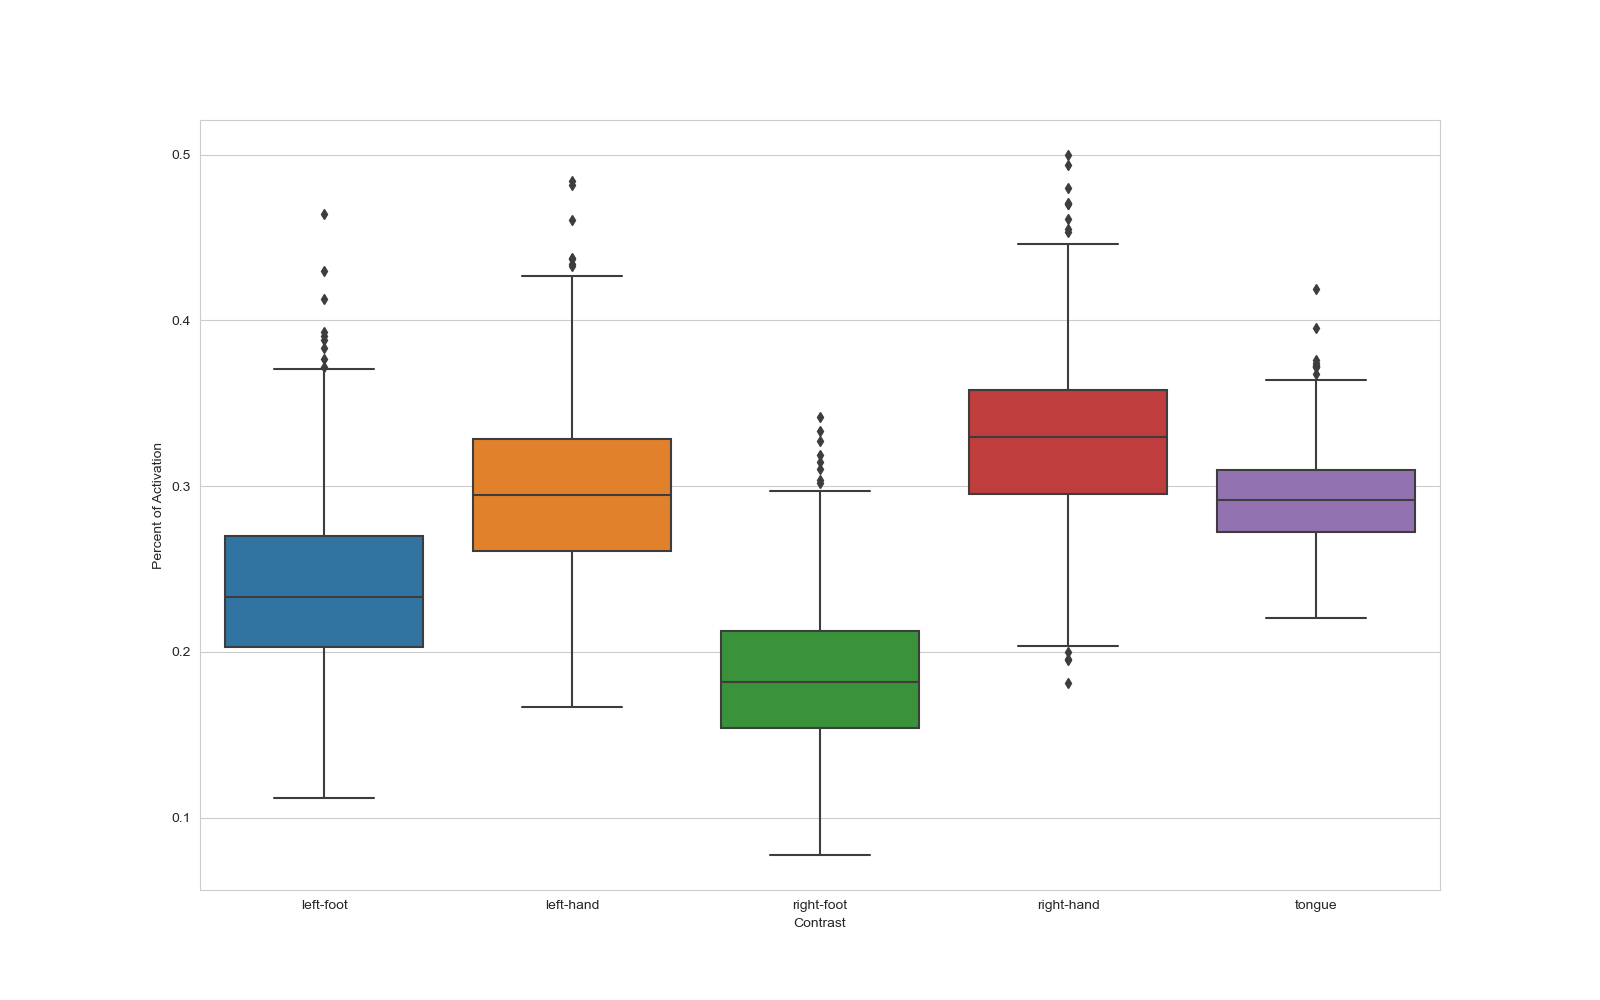 0.5
0.4
0.3
0.2
0.1
Percent of Activation
left-foot left-hand right-foot right-hand tongue
Contrast